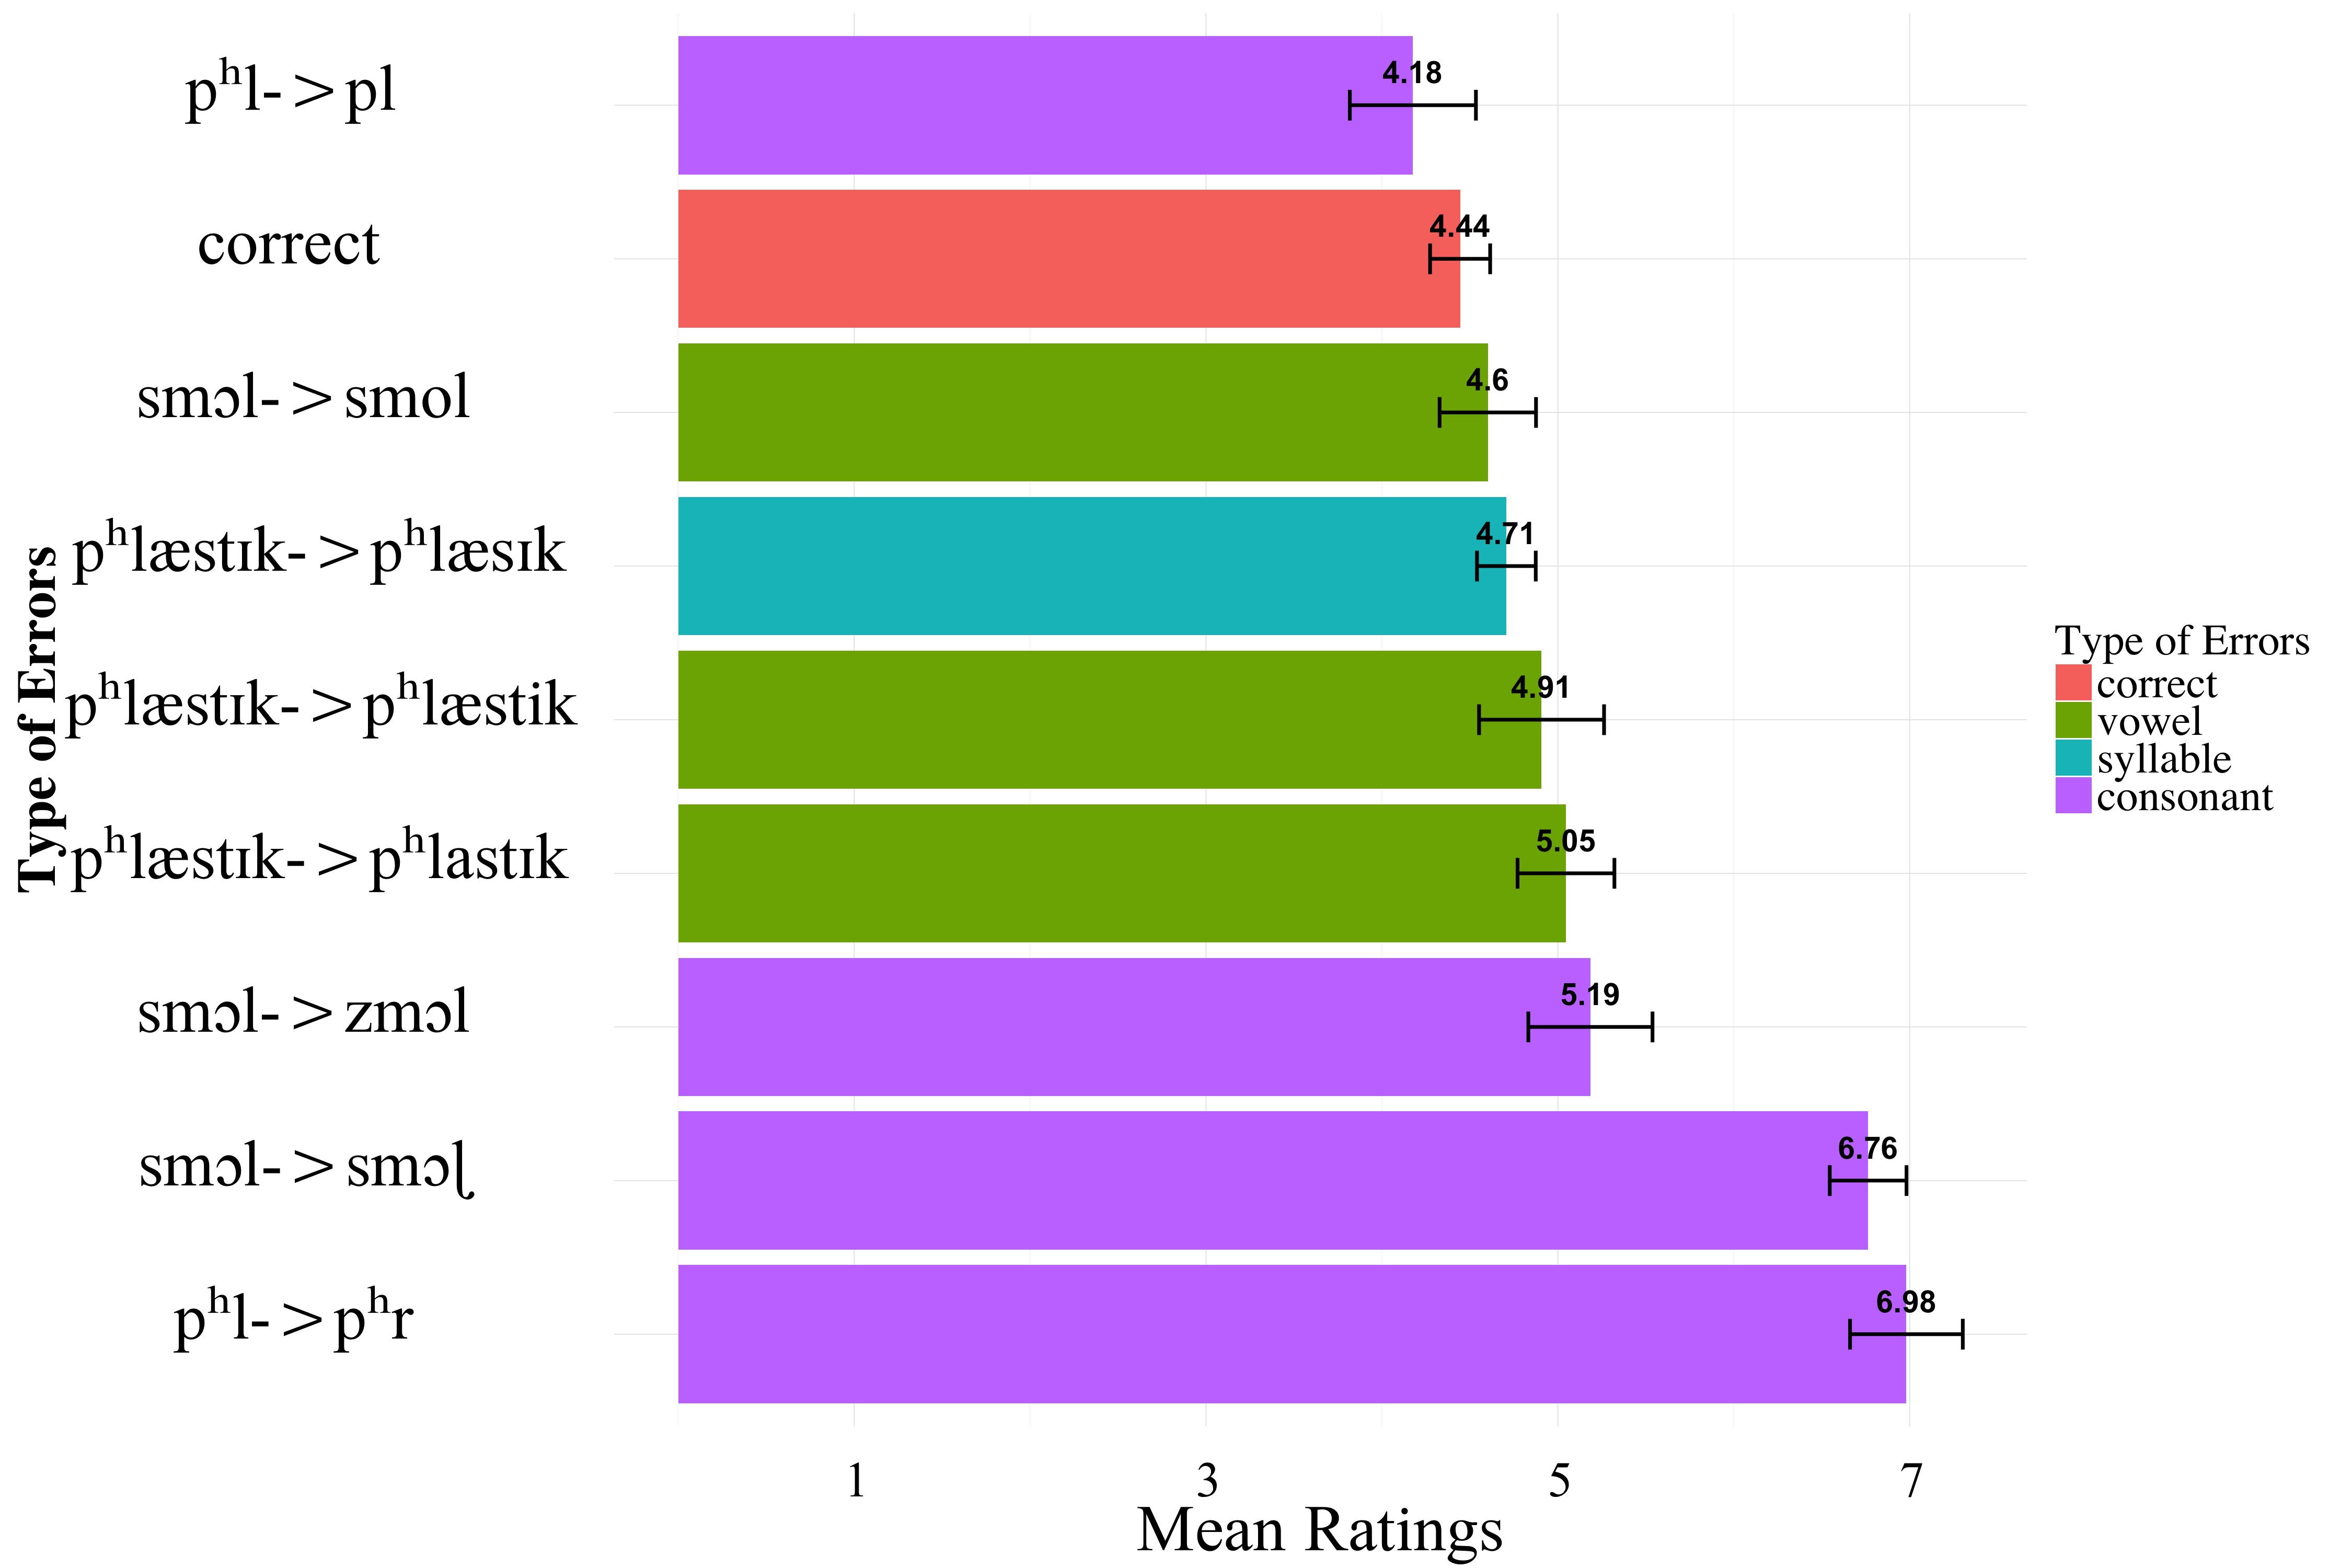 pʰl->pl
4.18
correct
4.44
smɔl->smol
4.6
pʰlæstɪk->pʰlæsɪk
4.71
pʰlæstɪk->pʰlæstik
4.91
pʰlæstɪk->pʰlastɪk
5.05
smɔl->zmɔl
5.19
smɔl->smɔɭ
6.76
pʰl->pʰr
6.98
Type of Errors
1 3 5 7
Mean Ratings
Type of Errors
correct
vowel
syllable
consonant